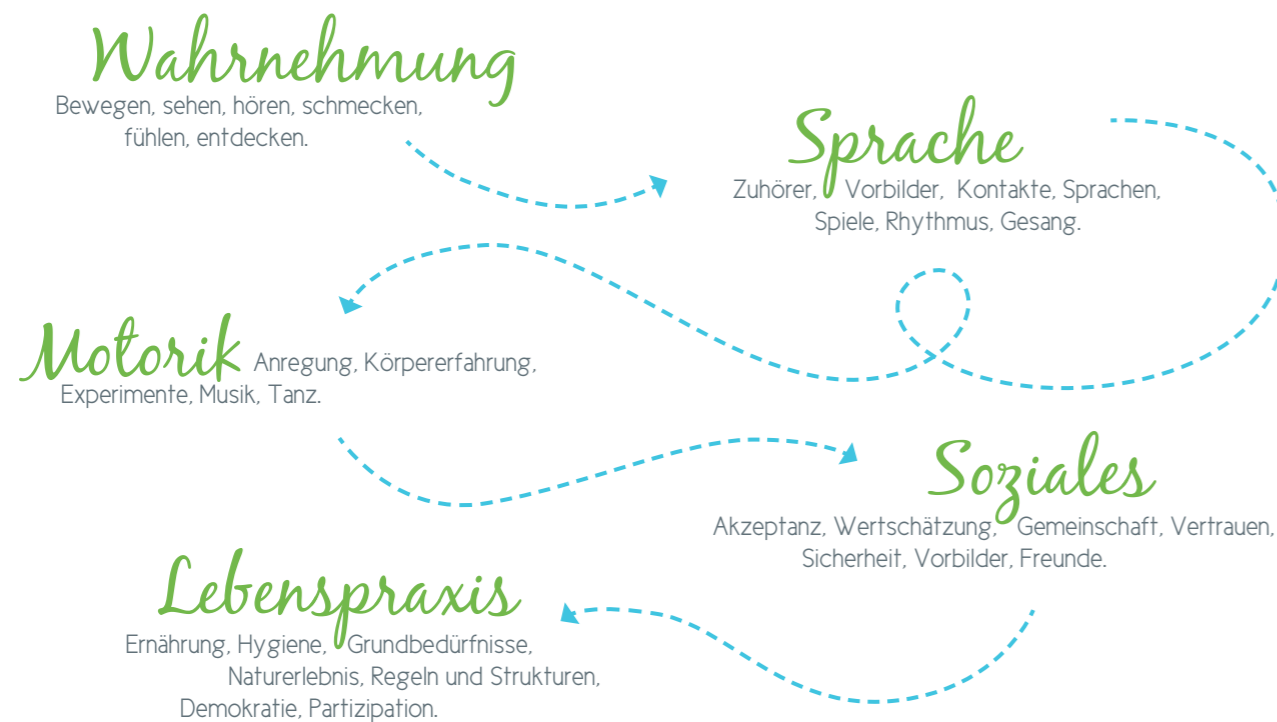 Wahrnehmung
Bewegen, sehen, hören, schmecken,
fühlen, entdecken.
Sprache
Zuhörer, Vorbilder, Kontakte, Sprachen,
Spiele, Rhythmus, Gesang.
Motorik Anregung, Körpererfahrung,
Experimente, Musik, Tanz.
Soziales
Akzeptanz, Wertschätzung, Gemeinschaft, Vertrauen,
Sicherheit, Vorbilder, Freunde.
Lebenspraxis
Ernährung, Hygiene, Grundbedürfnisse,
Naturerlebnis, Regeln und Strukturen,
Demokratie, Partizipation.